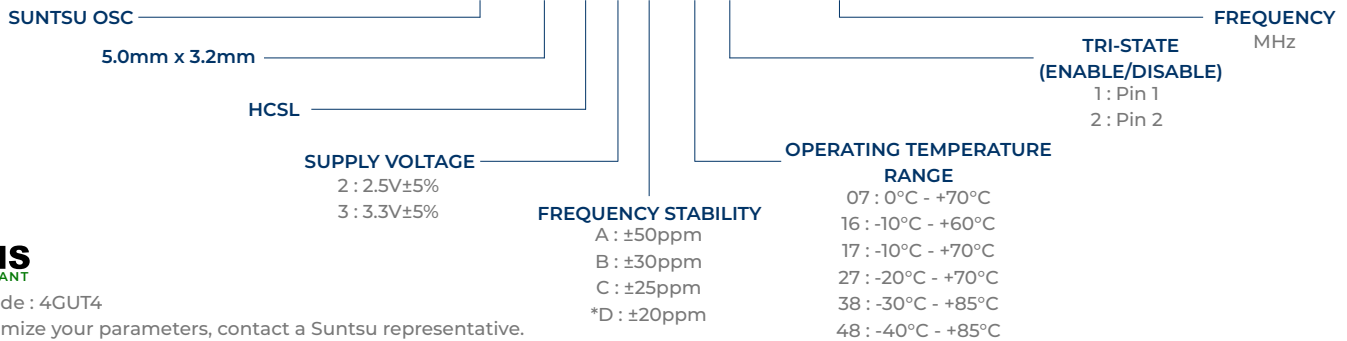 SUNTSU OSC
FREQUENCY
MHz
5.0mm x 3.2mm
TRI-STATE
(ENABLE/DISABLE)
1 : Pin 1
2 : Pin 2
HCSL
SUPPLY VOLTAGE
2 : 2.5V±5%
3 : 3.3V±5%
OPERATING TEMPERATURE
RANGE
07 : 0°C - +70°C
16 : -10°C - +60°C
17 : -10°C - +70°C
27 : -20°C - +70°C
38 : -30°C - +85°C
48 : -40°C - +85°C
FREQUENCY STABILITY
A : ±50ppm
B : ±30ppm
C : ±25ppm
*D : ±20ppm
ANT
de : 4GUT4
mize your parameters, contact a Suntsu representative.